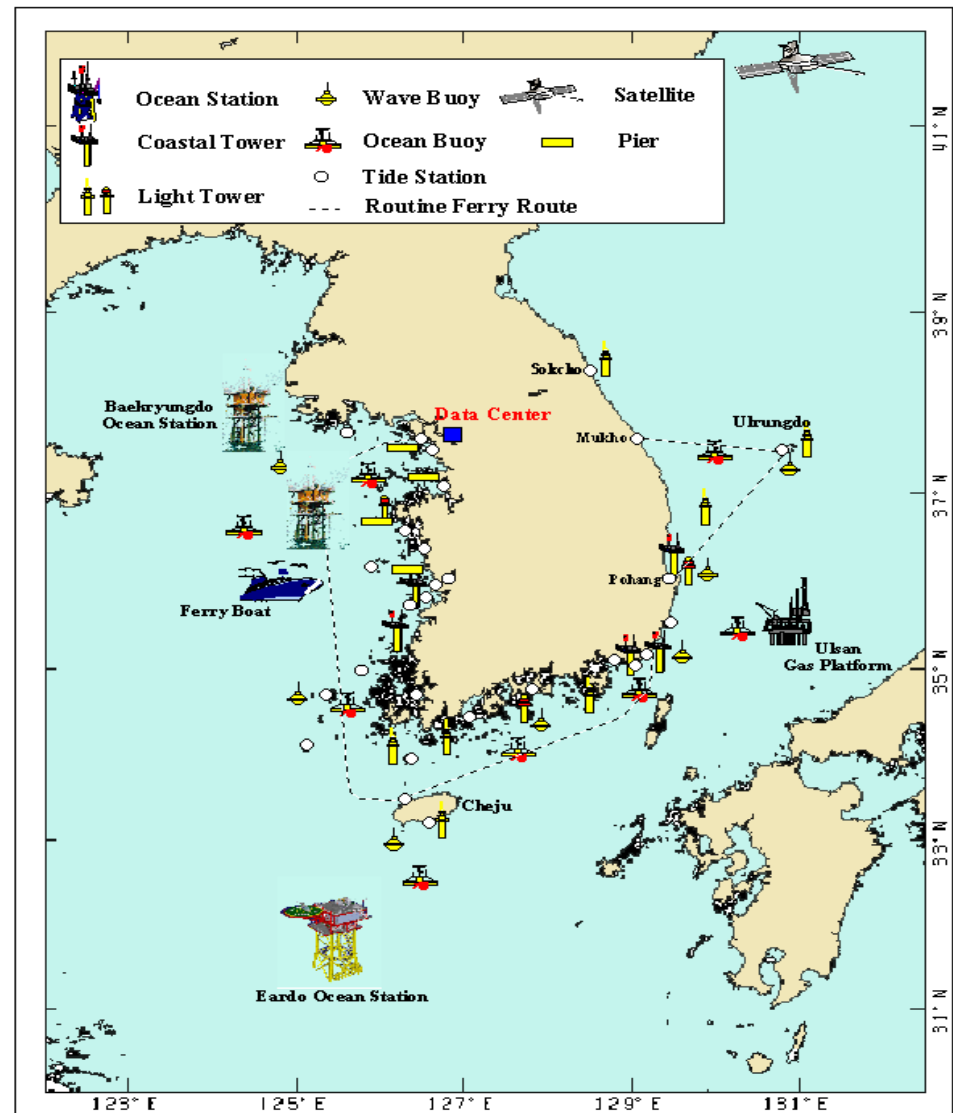 Ocean Station
Wave Buoy
Satellite
Coastal Tower
Ocean Buoy
Pier
Tide Station
Light Tower
Routine Ferry Route
41° N
39° N
Sokcho
Baekryungdo
Ocean Station
Data Center
Mukho
Ulrungdo
37° N
Pohang
Ferry Boat
Ulsan
Gas Platform
35° N
Cheju
33° N
Eardo Ocean Station
31° N
123° E
125° E
127° E
129° E
131° E